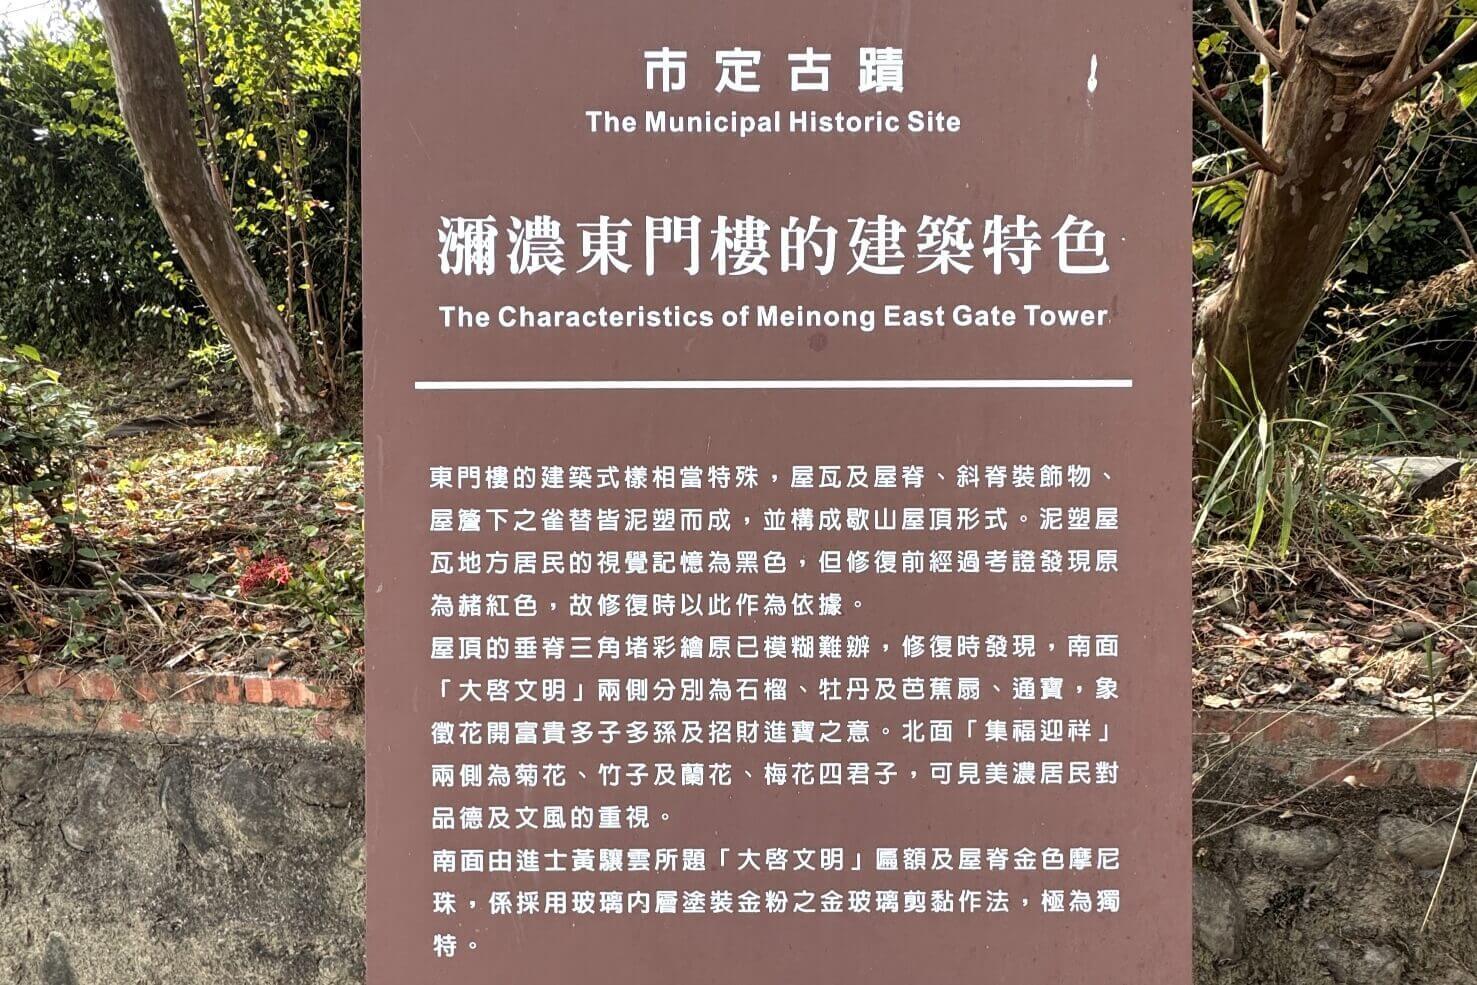 市定古蹟
The Municipal Historic Site
瀰濃東門樓的建築特色
The Characteristics of Meinong East Gate Tower
東門樓的建築式樣相當特殊，屋瓦及屋脊、斜脊裝飾物、
屋簷下之雀替皆泥塑而成，並構成歇山屋頂形式。泥塑屋
瓦地方居民的視覺記憶為黑色，但修復前經過考證發現原
為赭紅色，故修復時以此作為依據。
屋頂的垂脊三角堵彩繪原已模糊難辦，修復時發現，南面
「大啓文明」兩側分別為石榴、牡丹及芭蕉扇、通寶，象
徵花開富貴多子多孫及招財進寶之意。北面「集福迎祥」
兩側為菊花、竹子及蘭花、梅花四君子，可見美濃居民對
品德及文風的重視。
南面由進士黃驤雲所題「大啓文明」匾額及屋脊金色摩尼
珠，係採用玻璃內層塗裝金粉之金玻璃剪黏作法，極為獨
特。